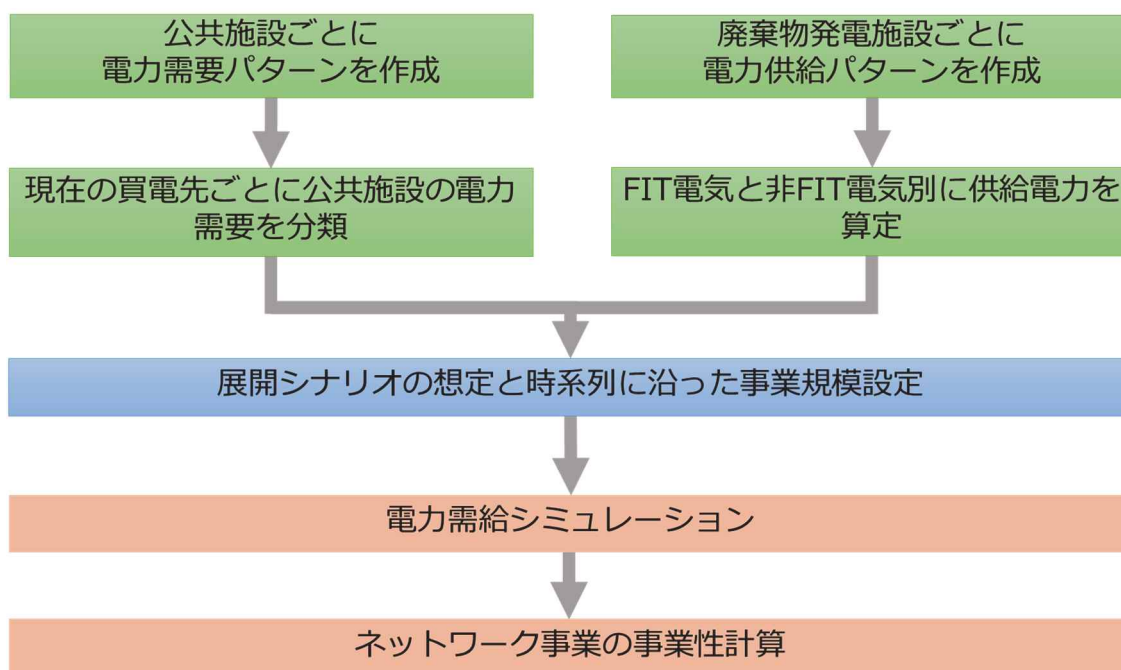 公共施設ごとに
電力需要パターンを作成
廃棄物発電施設ごとに
電力供給パターンを作成
現在の買電先ごとに公共施設の電力
需要を分類
FIT電気と非FIT電気別に供給電力を
算定
展開シナリオの想定と時系列に沿った事業規模設定
電力需給シミュレーション
ネットワーク事業の事業性計算